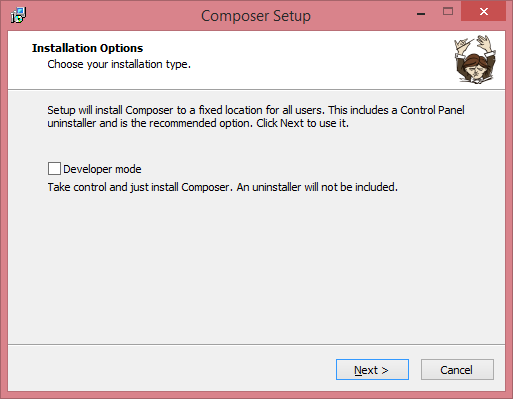 Composer Setup
Installation Options
Choose your installation type.
Setup will install Composer to a fixed location for all users. This includes a Control Panel
uninstaller and is the recommended option. Click Next to use it.
Developer mode
Take control and just install Composer. An uninstaller will not be included.
Next >
Cancel